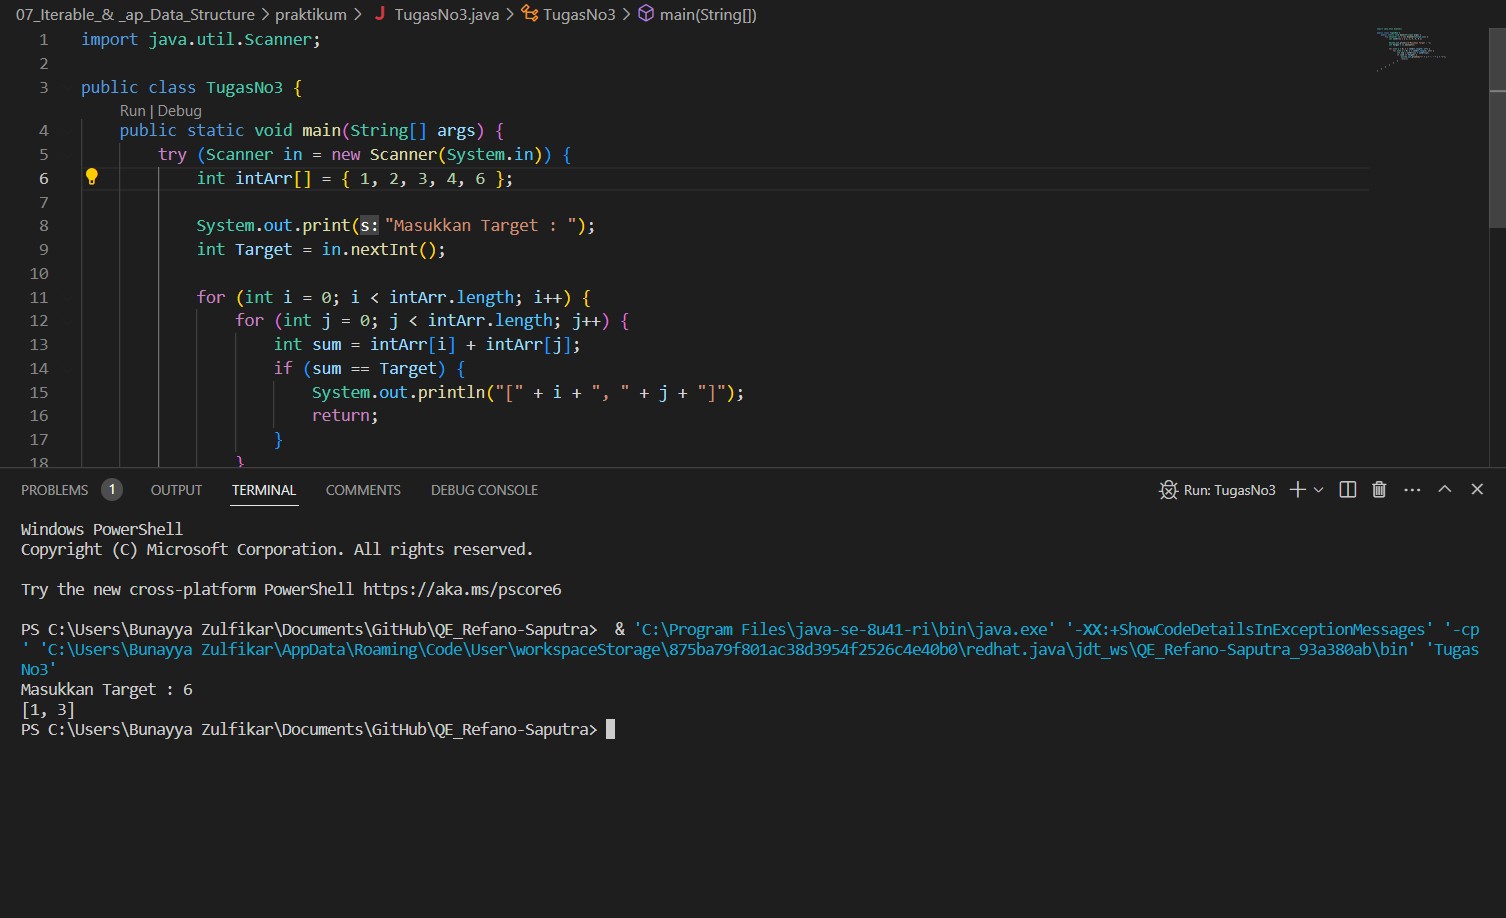 07_Iterable_& _ap_Data_Structure > praktikum > J TugasNo3.java > TugasNo3 > main(String[])
1 import java.util.Scanner;
2
3 public class TugasNo3 {
Run | Debug
4 public static void main(String[] args) {
5 try (Scanner in = new Scanner(System.in)) {
6 int intArr[] = { 1, 2, 3, 4, 6 };
7
8 System.out.print(s: "Masukkan Target : ");
9 int Target = in.nextInt();
10
11 for (int i = 0; i < intArr.length; i++) {
12 for (int j = 0; j < intArr.length; j++) {
13 int sum = intArr[i] + intArr[j];
14 if (sum == Target) {
15 System.out.println("[" + i + ", " + j + "]");
16 return;
17 }
18 }
PROBLEMS 1 OUTPUT TERMINAL COMMENTS DEBUG CONSOLE Run: TugasNo3
Windows PowerShell
Copyright (C) Microsoft Corporation. All rights reserved.
Try the new cross-platform PowerShell https://aka.ms/pscore6
PS C:\Users\Bunayya Zulfikar\Documents\GitHub\QE_Refano-Saputra>  & 'C:\Program Files\java-se-8u41-ri\bin\java.exe' '-XX:+ShowCodeDetailsInExceptionMessages' '-cp
' 'C:\Users\Bunayya Zulfikar\AppData\Roaming\Code\User\workspaceStorage\875ba79f801ac38d3954f2526c4e40b0\redhat.java\jdt_ws\QE_Refano-Saputra_93a380ab\bin' 'Tugas
No3'
Masukkan Target : 6
[1, 3]
PS C:\Users\Bunayya Zulfikar\Documents\GitHub\QE_Refano-Saputra>